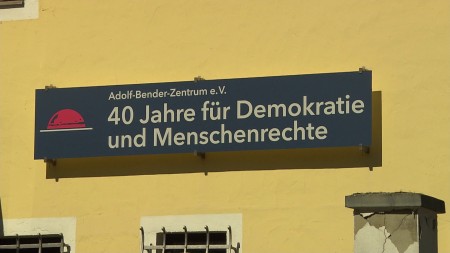 Adolf-Bender-Zentrum e.V.
40 Jahre für Demokratie
und Menschenrechte